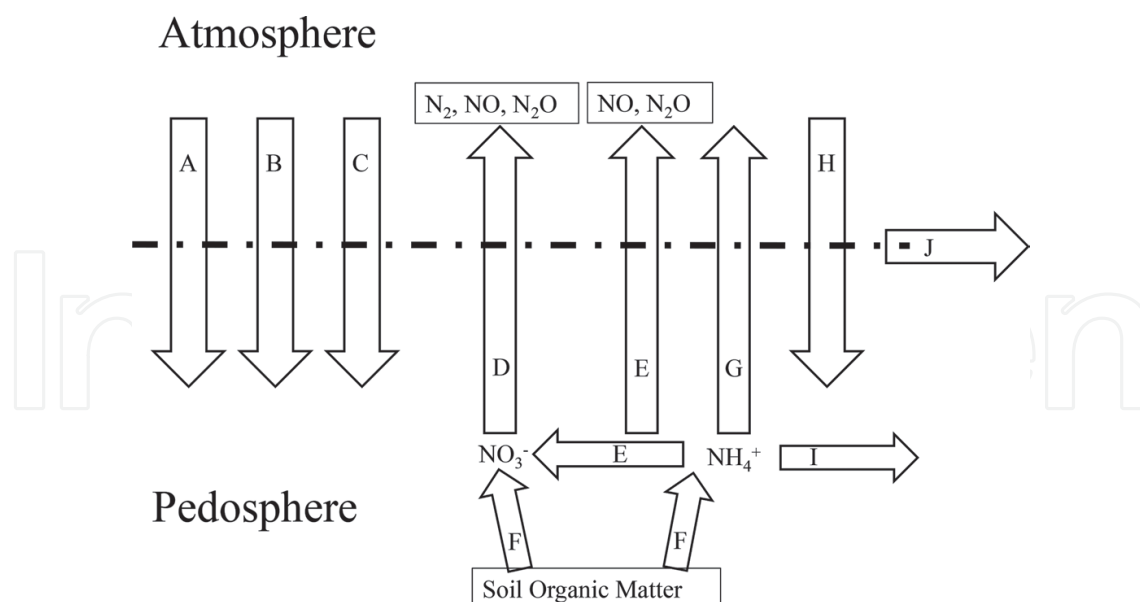 Atmosphere
N₂, NO, N₂O
NO, N₂O
A
B
C
H
J
D
E
G
NO₃⁻
E
NH₄⁺
I
Pedosphere
F
F
Soil Organic Matter